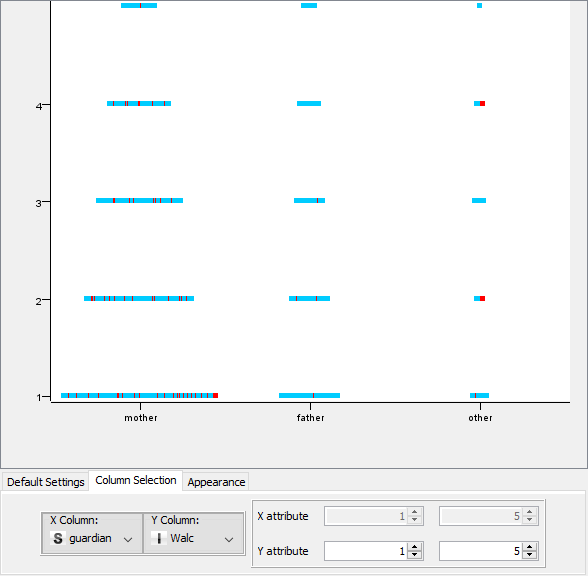 4
3
2
1
mother father other
Default Settings Column Selection Appearance
X Column: Y Column:
S guardian I Walc
X attribute 1 5
Y attribute 1 5